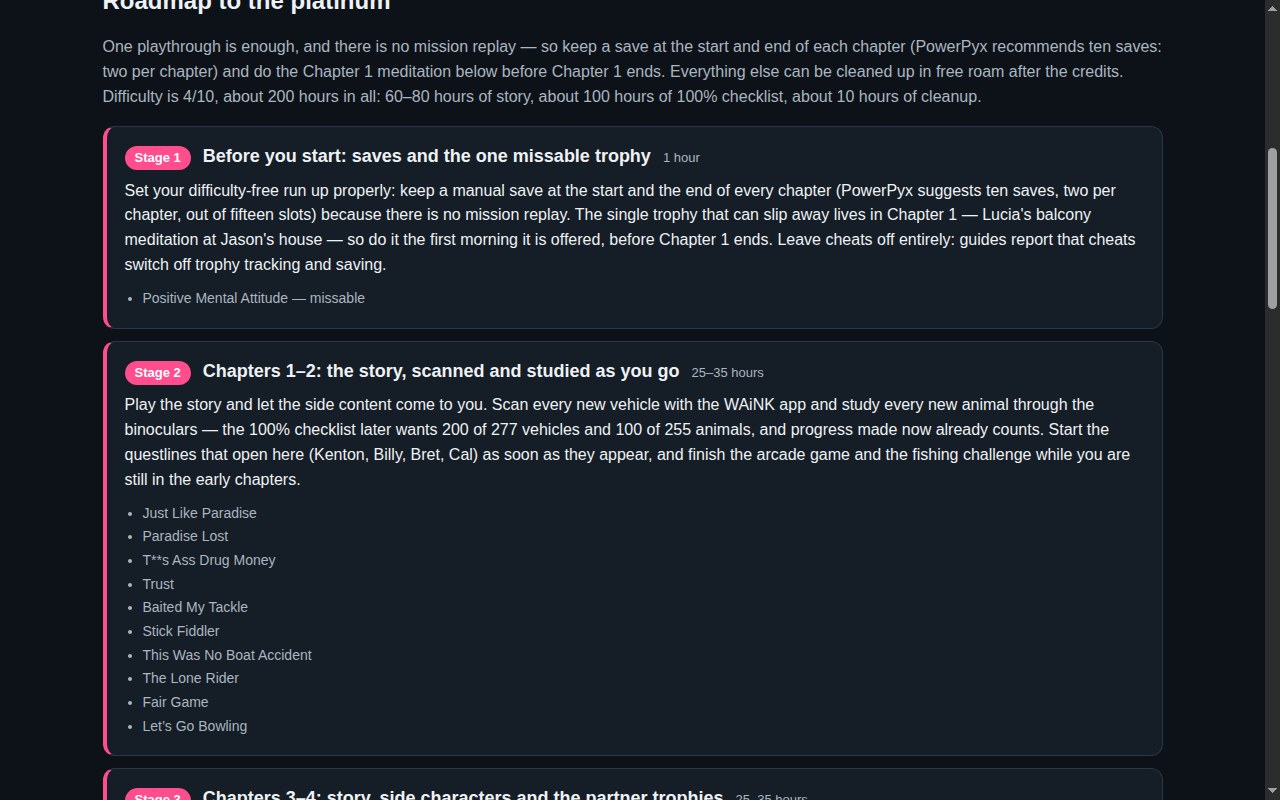 Roadmap to the platinum
One playthrough is enough, and there is no mission replay — so keep a save at the start and end of each chapter (PowerPyx recommends ten saves:
two per chapter) and do the Chapter 1 meditation below before Chapter 1 ends. Everything else can be cleaned up in free roam after the credits.
Difficulty is 4/10, about 200 hours in all: 60–80 hours of story, about 100 hours of 100% checklist, about 10 hours of cleanup.
Stage 1 Before you start: saves and the one missable trophy 1 hour
Set your difficulty-free run up properly: keep a manual save at the start and the end of every chapter (PowerPyx suggests ten saves, two per
chapter, out of fifteen slots) because there is no mission replay. The single trophy that can slip away lives in Chapter 1 — Lucia's balcony
meditation at Jason's house — so do it the first morning it is offered, before Chapter 1 ends. Leave cheats off entirely: guides report that cheats
switch off trophy tracking and saving.
• Positive Mental Attitude — missable
Stage 2 Chapters 1–2: the story, scanned and studied as you go 25–35 hours
Play the story and let the side content come to you. Scan every new vehicle with the WAiNK app and study every new animal through the
binoculars — the 100% checklist later wants 200 of 277 vehicles and 100 of 255 animals, and progress made now already counts. Start the
questlines that open here (Kenton, Billy, Bret, Cal) as soon as they appear, and finish the arcade game and the fishing challenge while you are
still in the early chapters.
• Just Like Paradise
• Paradise Lost
• T**s Ass Drug Money
• Trust
• Baited My Tackle
• Stick Fiddler
• This Was No Boat Accident
• The Lone Rider
• Fair Game
• Let's Go Bowling
Stage 3 Chapters 3–4: story, side characters and the partner trophies 25–35 hours